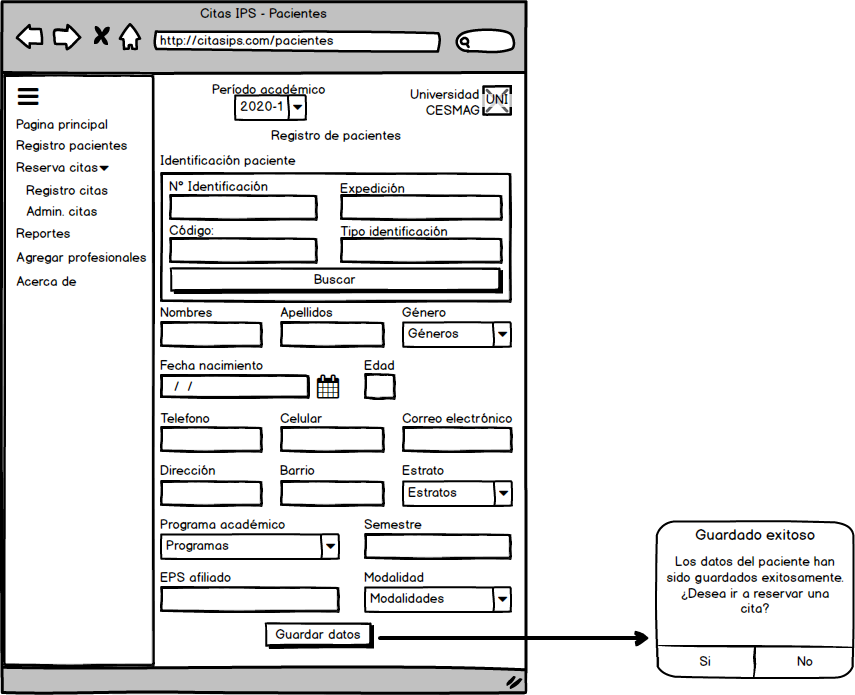 Citas IPS - Pacientes
http://citasips.com/pacientes
Pagina principal
Registro pacientes
Reserva citas
Registro citas
Admin. citas
Reportes
Agregar profesionales
Acerca de
Período académico
2020-1
Universidad
CESMAG
UNI
Registro de pacientes
Identificación paciente
N° Identificación
Expedición
Código:
Tipo identificación
Buscar
Nombres
Apellidos
Género
Géneros
Fecha nacimiento
Edad
/ /
Telefono
Celular
Correo electrónico
Dirección
Barrio
Estrato
Estratos
Programa académico
Semestre
Programas
EPS afiliado
Modalidad
Modalidades
Guardar datos
Guardado exitoso
Los datos del paciente han
sido guardados exitosamente.
¿Desea ir a reservar una
cita?
Si
No